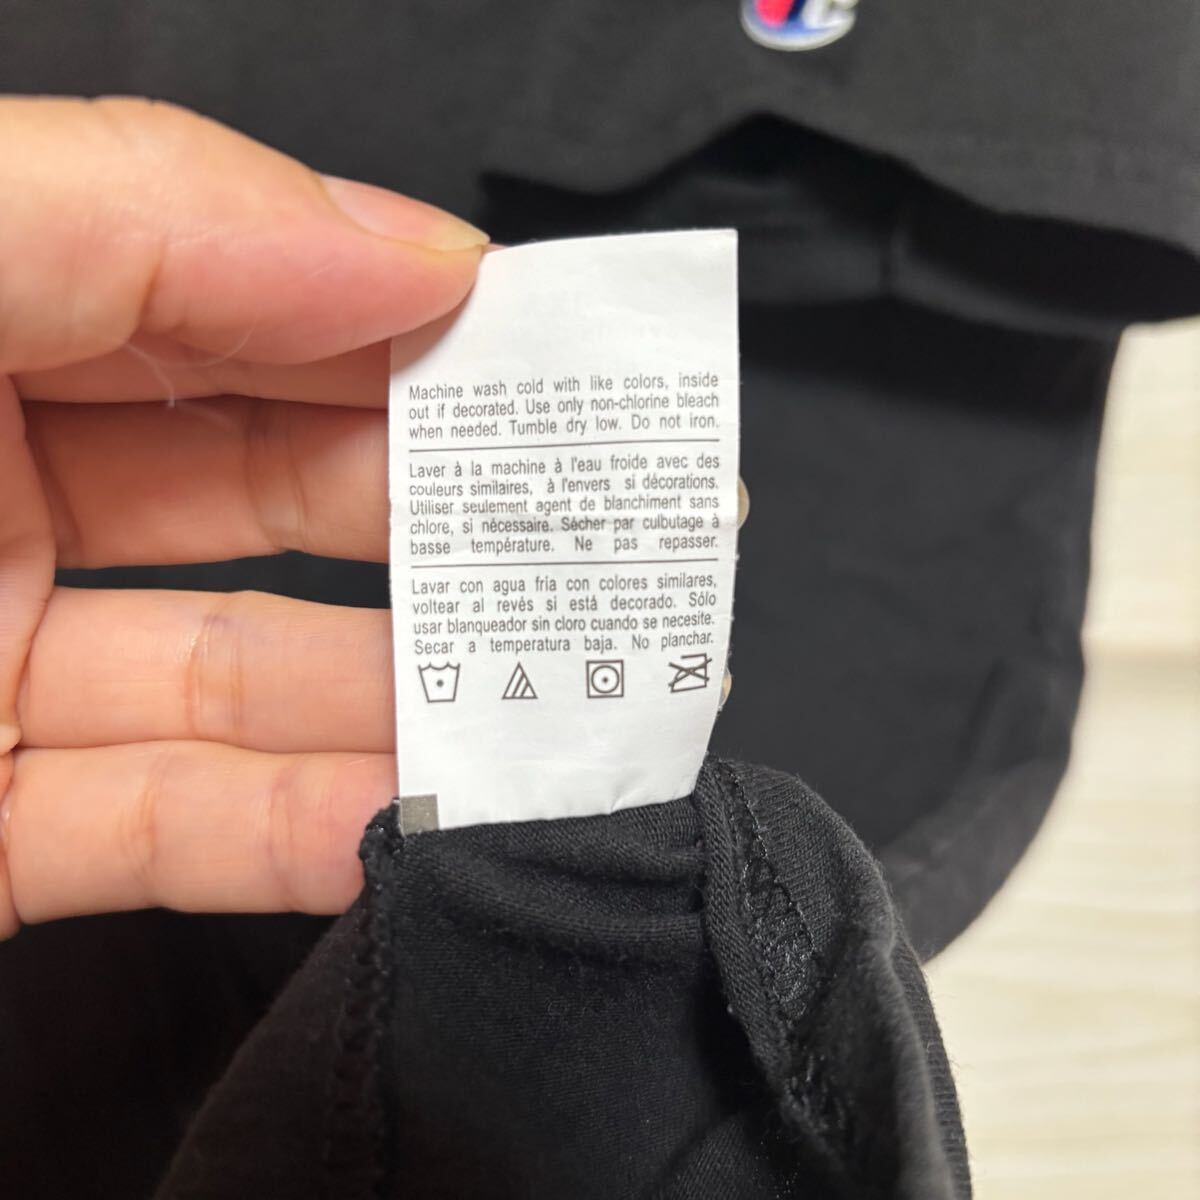 Machine wash cold with like colors, inside
out if decorated. Use only non-chlorine bleach
when needed. Tumble dry low. Do not iron.
Laver à la machine à l'eau froide avec des
couleurs similaires, à l'envers si décorations.
Utiliser seulement agent de blanchiment sans
chlore, si nécessaire. Sécher par culbutage à
basse température. Ne pas repasser.
Lavar con agua fria con colores similares,
voltear al revés si está decorado. Sólo
usar blanqueador sin cloro cuando se necesite.
Secar a temperatura baja. No planchar.